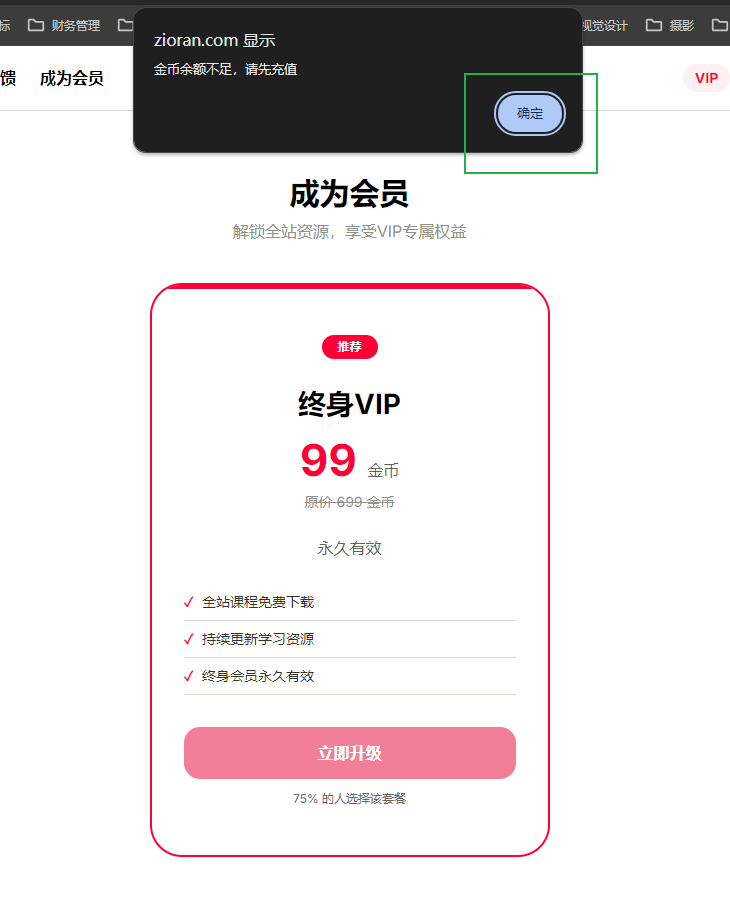 标 财务管理 视觉设计 摄影
zioran.com 显示
金币余额不足，请先充值
确定
馈 成为会员 VIP
成为会员
解锁全站资源，享受VIP专属权益
推荐
终身VIP
99 金币
原价 699 金币
永久有效
✓ 全站课程免费下载
✓ 持续更新学习资源
✓ 终身会员永久有效
立即升级
75% 的人选择该套餐